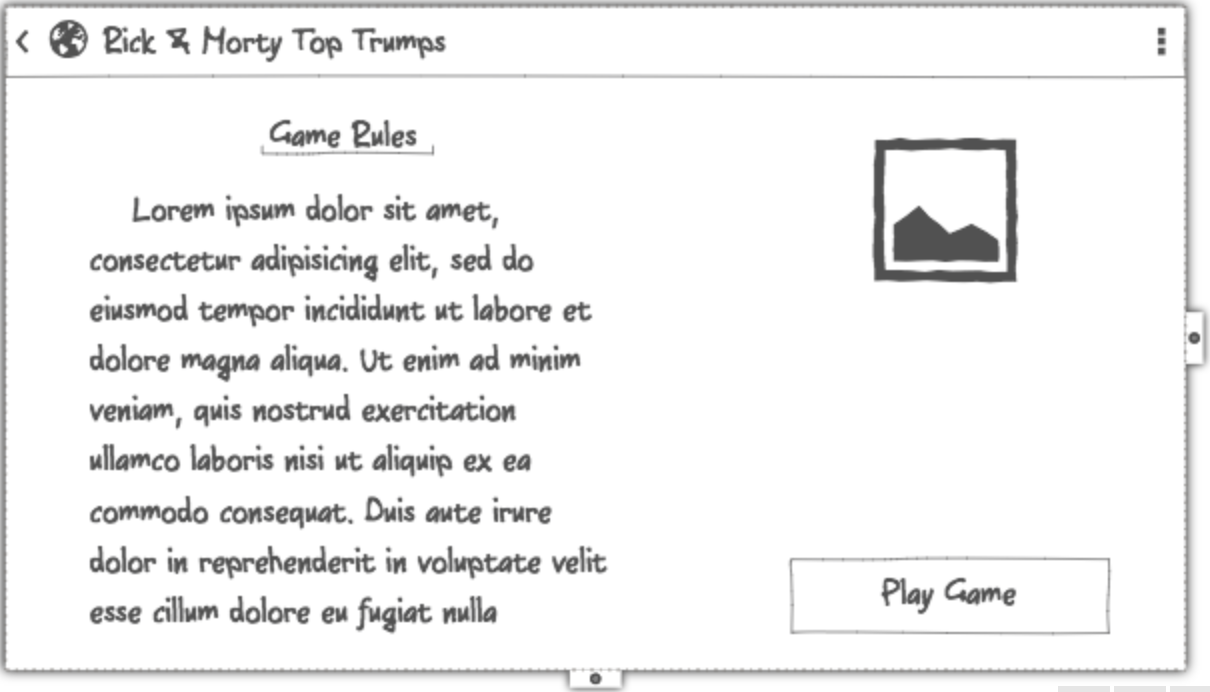 Rick & Morty Top Trumps
Game Rules
Lorem ipsum dolor sit amet,
consectetur adipisicing elit, sed do
eiusmod tempor incididunt ut labore et
dolore magna aliqua. Ut enim ad minim
veniam, quis nostrud exercitation
ullamco laboris nisi ut aliquip ex ea
commodo consequat. Duis aute irure
dolor in reprehenderit in voluptate velit
esse cillum dolore eu fugiat nulla
Play Game